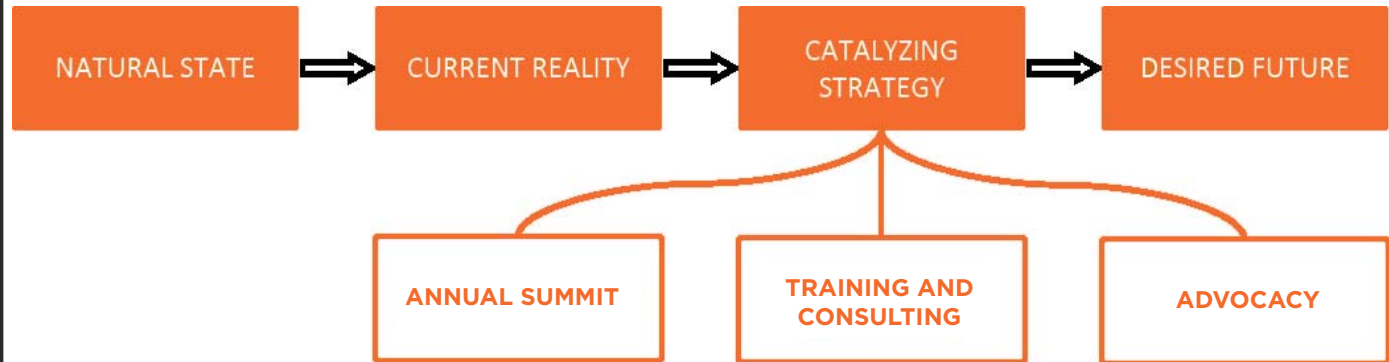 NATURAL STATE
CURRENT REALITY
CATALYZING
STRATEGY
DESIRED FUTURE
ANNUAL SUMMIT
TRAINING AND
CONSULTING
ADVOCACY